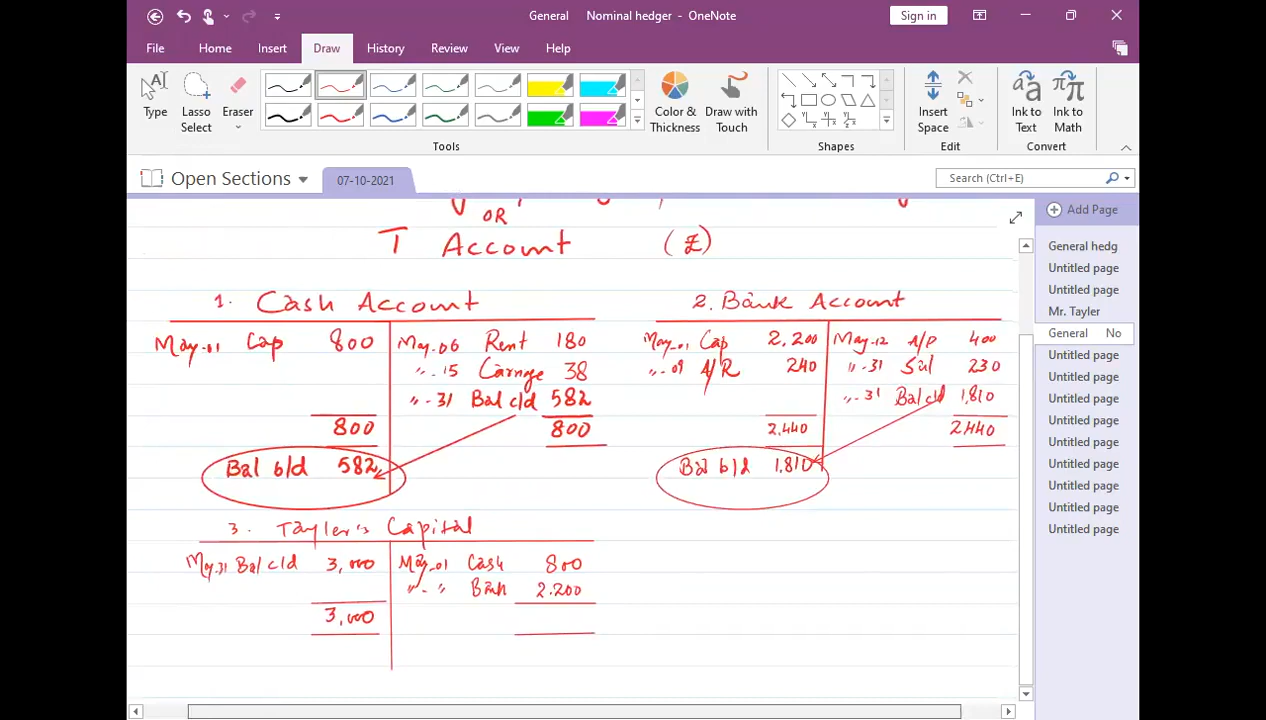 General Nominal hedger - OneNote
Sign in
File Home Insert Draw History Review View Help
Type
Lasso Select
Eraser
Color & Thickness
Draw with Touch
Insert Space
Ink to Text
Ink to Math
Tools Shapes Edit Convert
Open Sections 07-10-2021
Search (Ctrl+E)
Add Page
General hedg
Untitled page
Untitled page
Mr. Tayler
General No
Untitled page
Untitled page
Untitled page
Untitled page
Untitled page
Untitled page
Untitled page
Untitled page
Untitled page
OR
T Account (£)
1. Cash Account
May-01 Cap 800 May-06 Rent 180
"-15 Carriage 38
"-31 Bal c/d 582
800 800
Bal b/d 582
2. Bank Account
May-01 Cap 2,200 May-12 A/P 400
"-09 A/R 240 "-31 Sal 230
"-31 Bal c/d 1,810
2,440 2,440
Bal b/d 1,810
3. Tayler's Capital
May-31 Bal c/d 3,000 May-01 Cash 800
"-" Bank 2.200
3,000